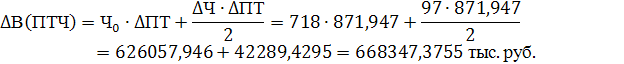 ΔВ(ПТЧ) = Ч₀ · ΔПТ + ΔЧ · ΔПТ / 2 = 718 · 871,947 + 97 · 871,947 / 2
= 626057,946 + 42289,4295 = 668347,3755 тыс. руб.